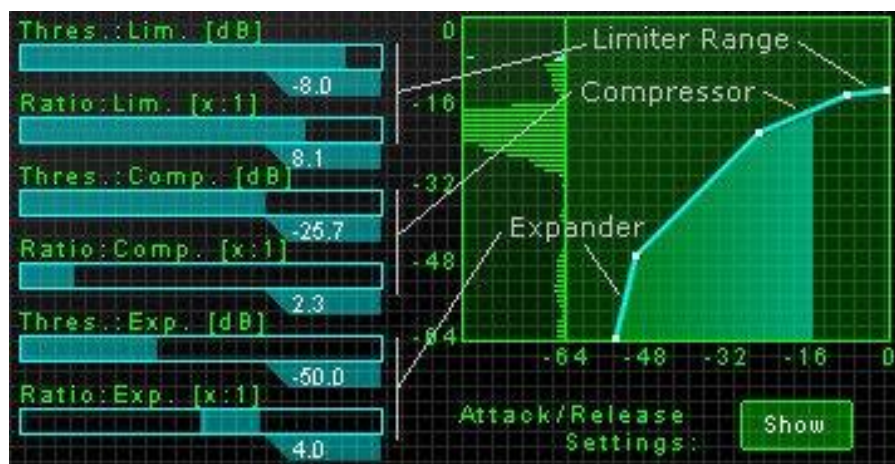 Thres.:Lim. [dB]
-8.0
Ratio:Lim. [x:1]
8.1
Thres.:Comp. [dB]
-25.7
Ratio:Comp. [x:1]
2.3
Thres.:Exp. [dB]
-50.0
Ratio:Exp. [x:1]
4.0
0
-16
-32
-48
-64
Limiter Range
Compressor
Expander
-64 -48 -32 -16 0
Attack/Release
Settings:
Show